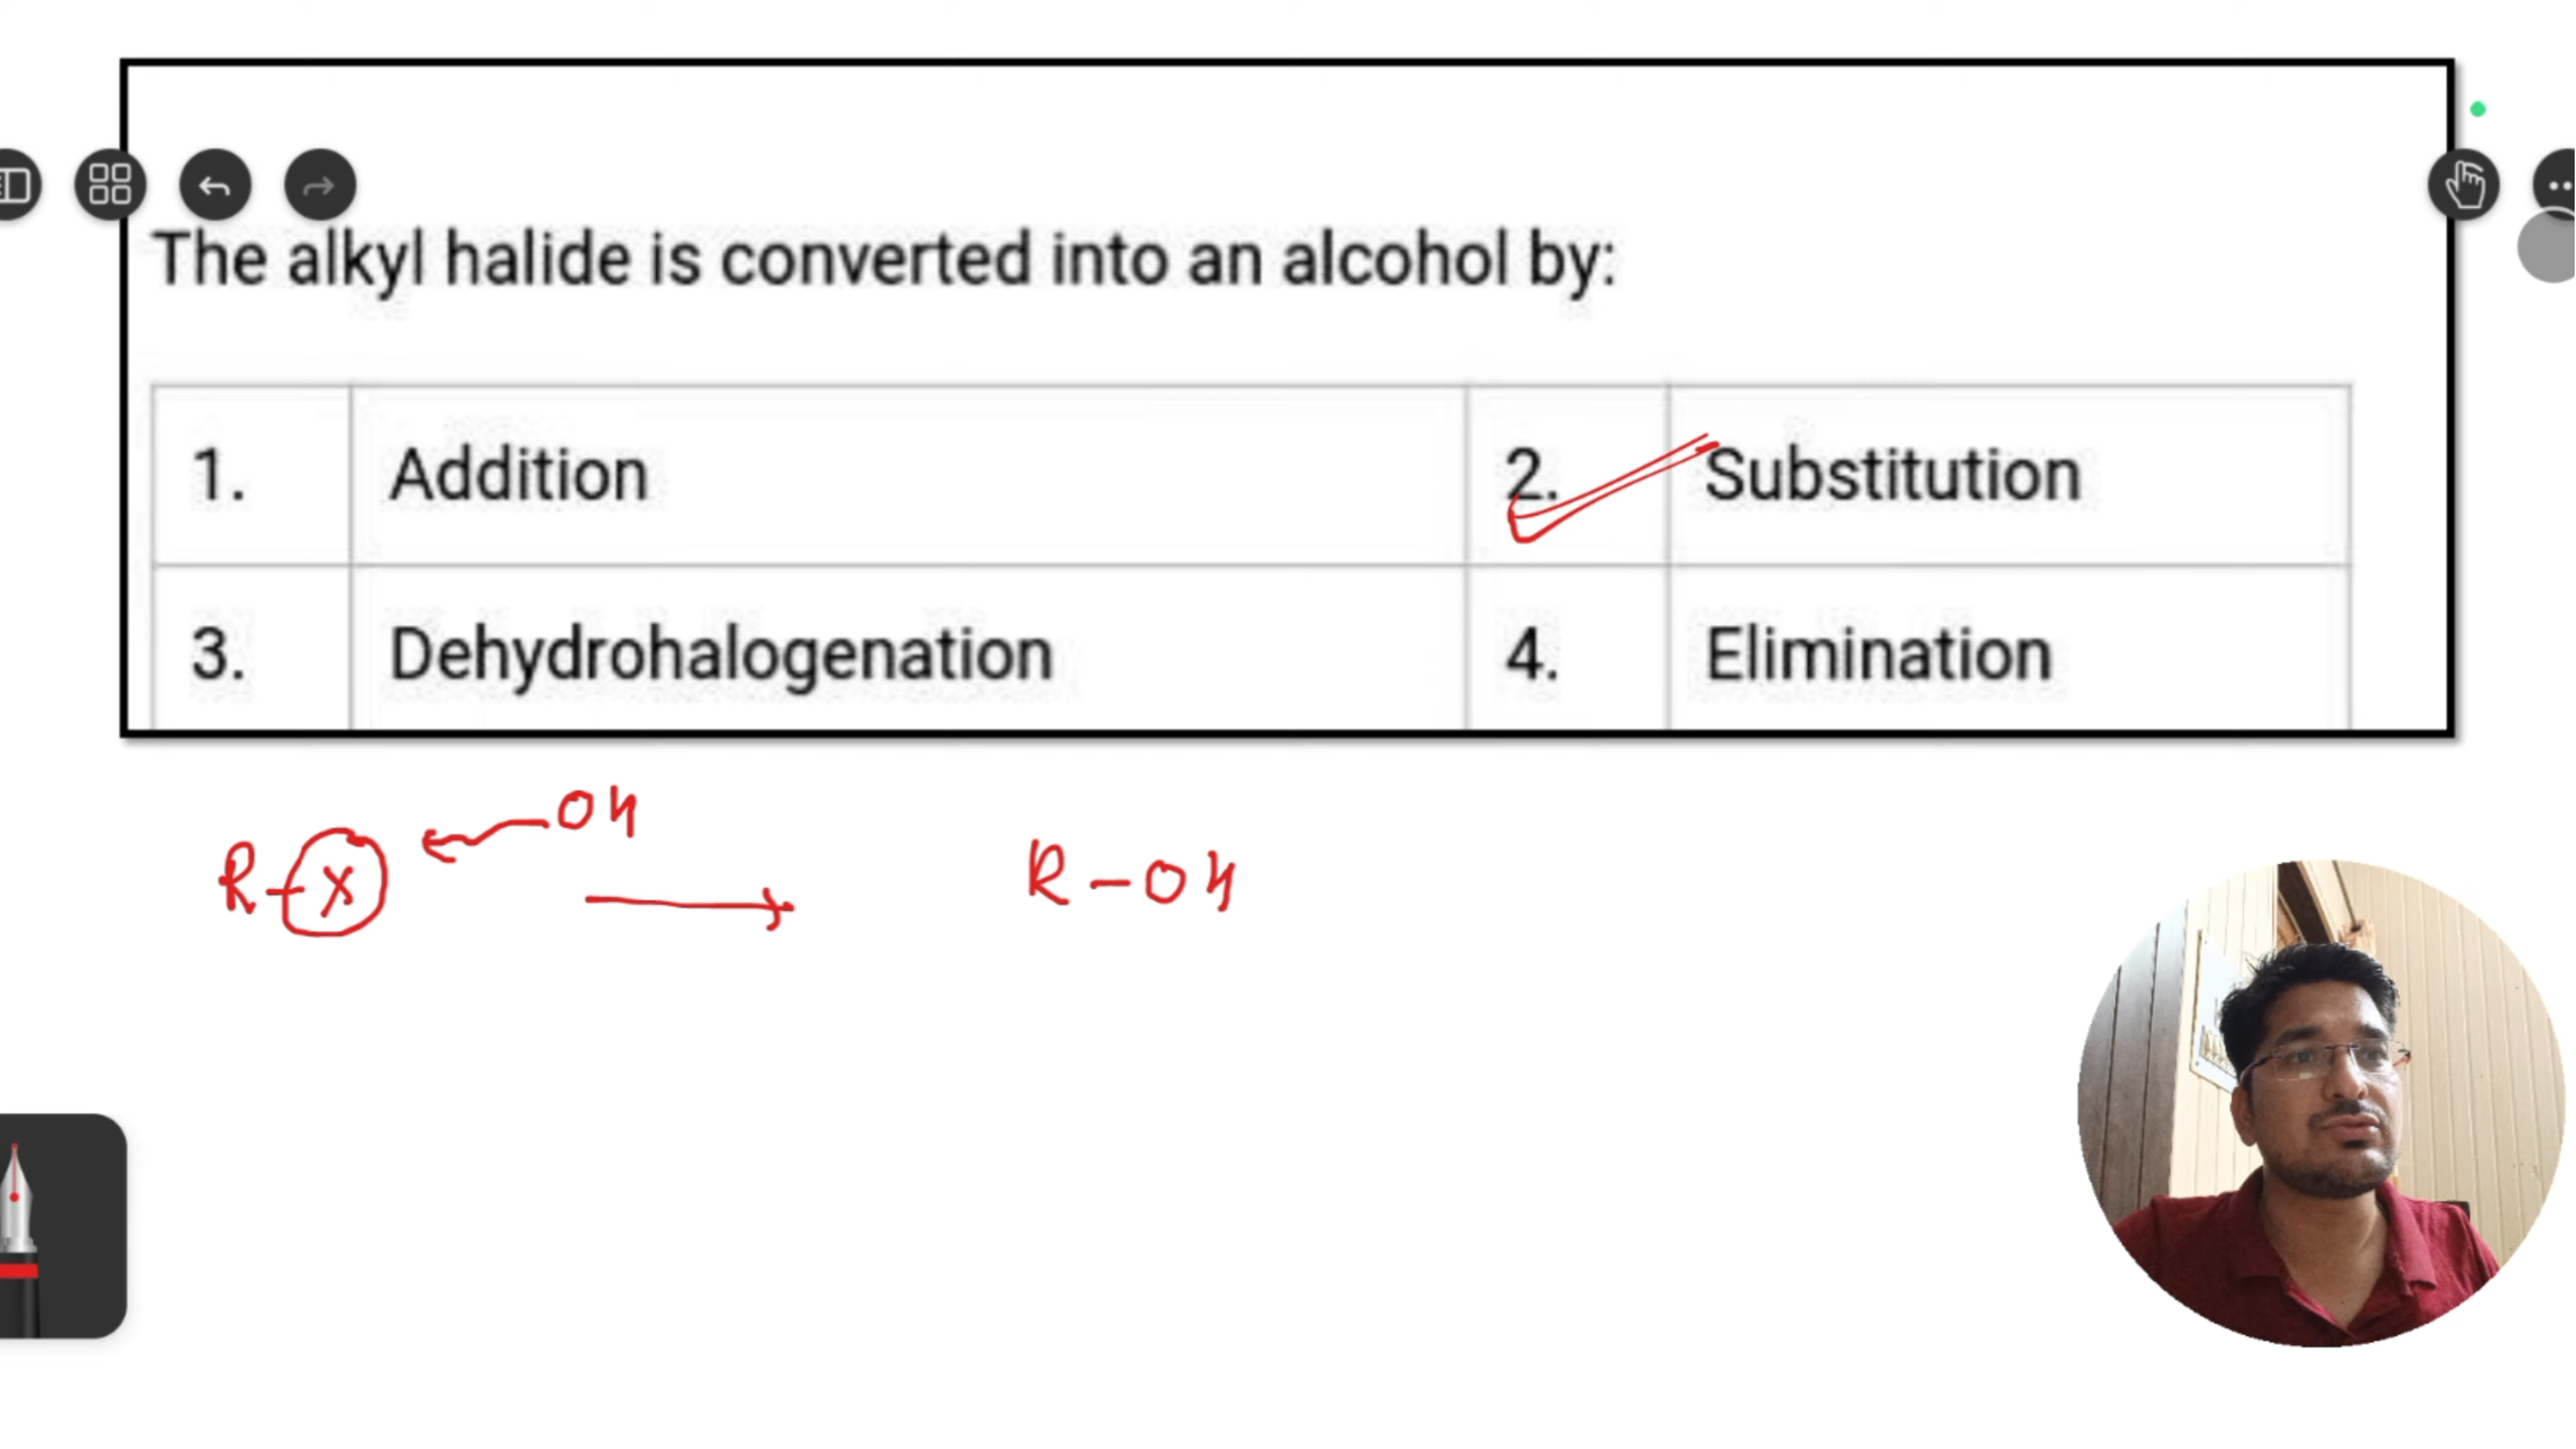 The alkyl halide is converted into an alcohol by:
1. Addition 2. Substitution
3. Dehydrohalogenation 4. Elimination
OH
R-X R-OH